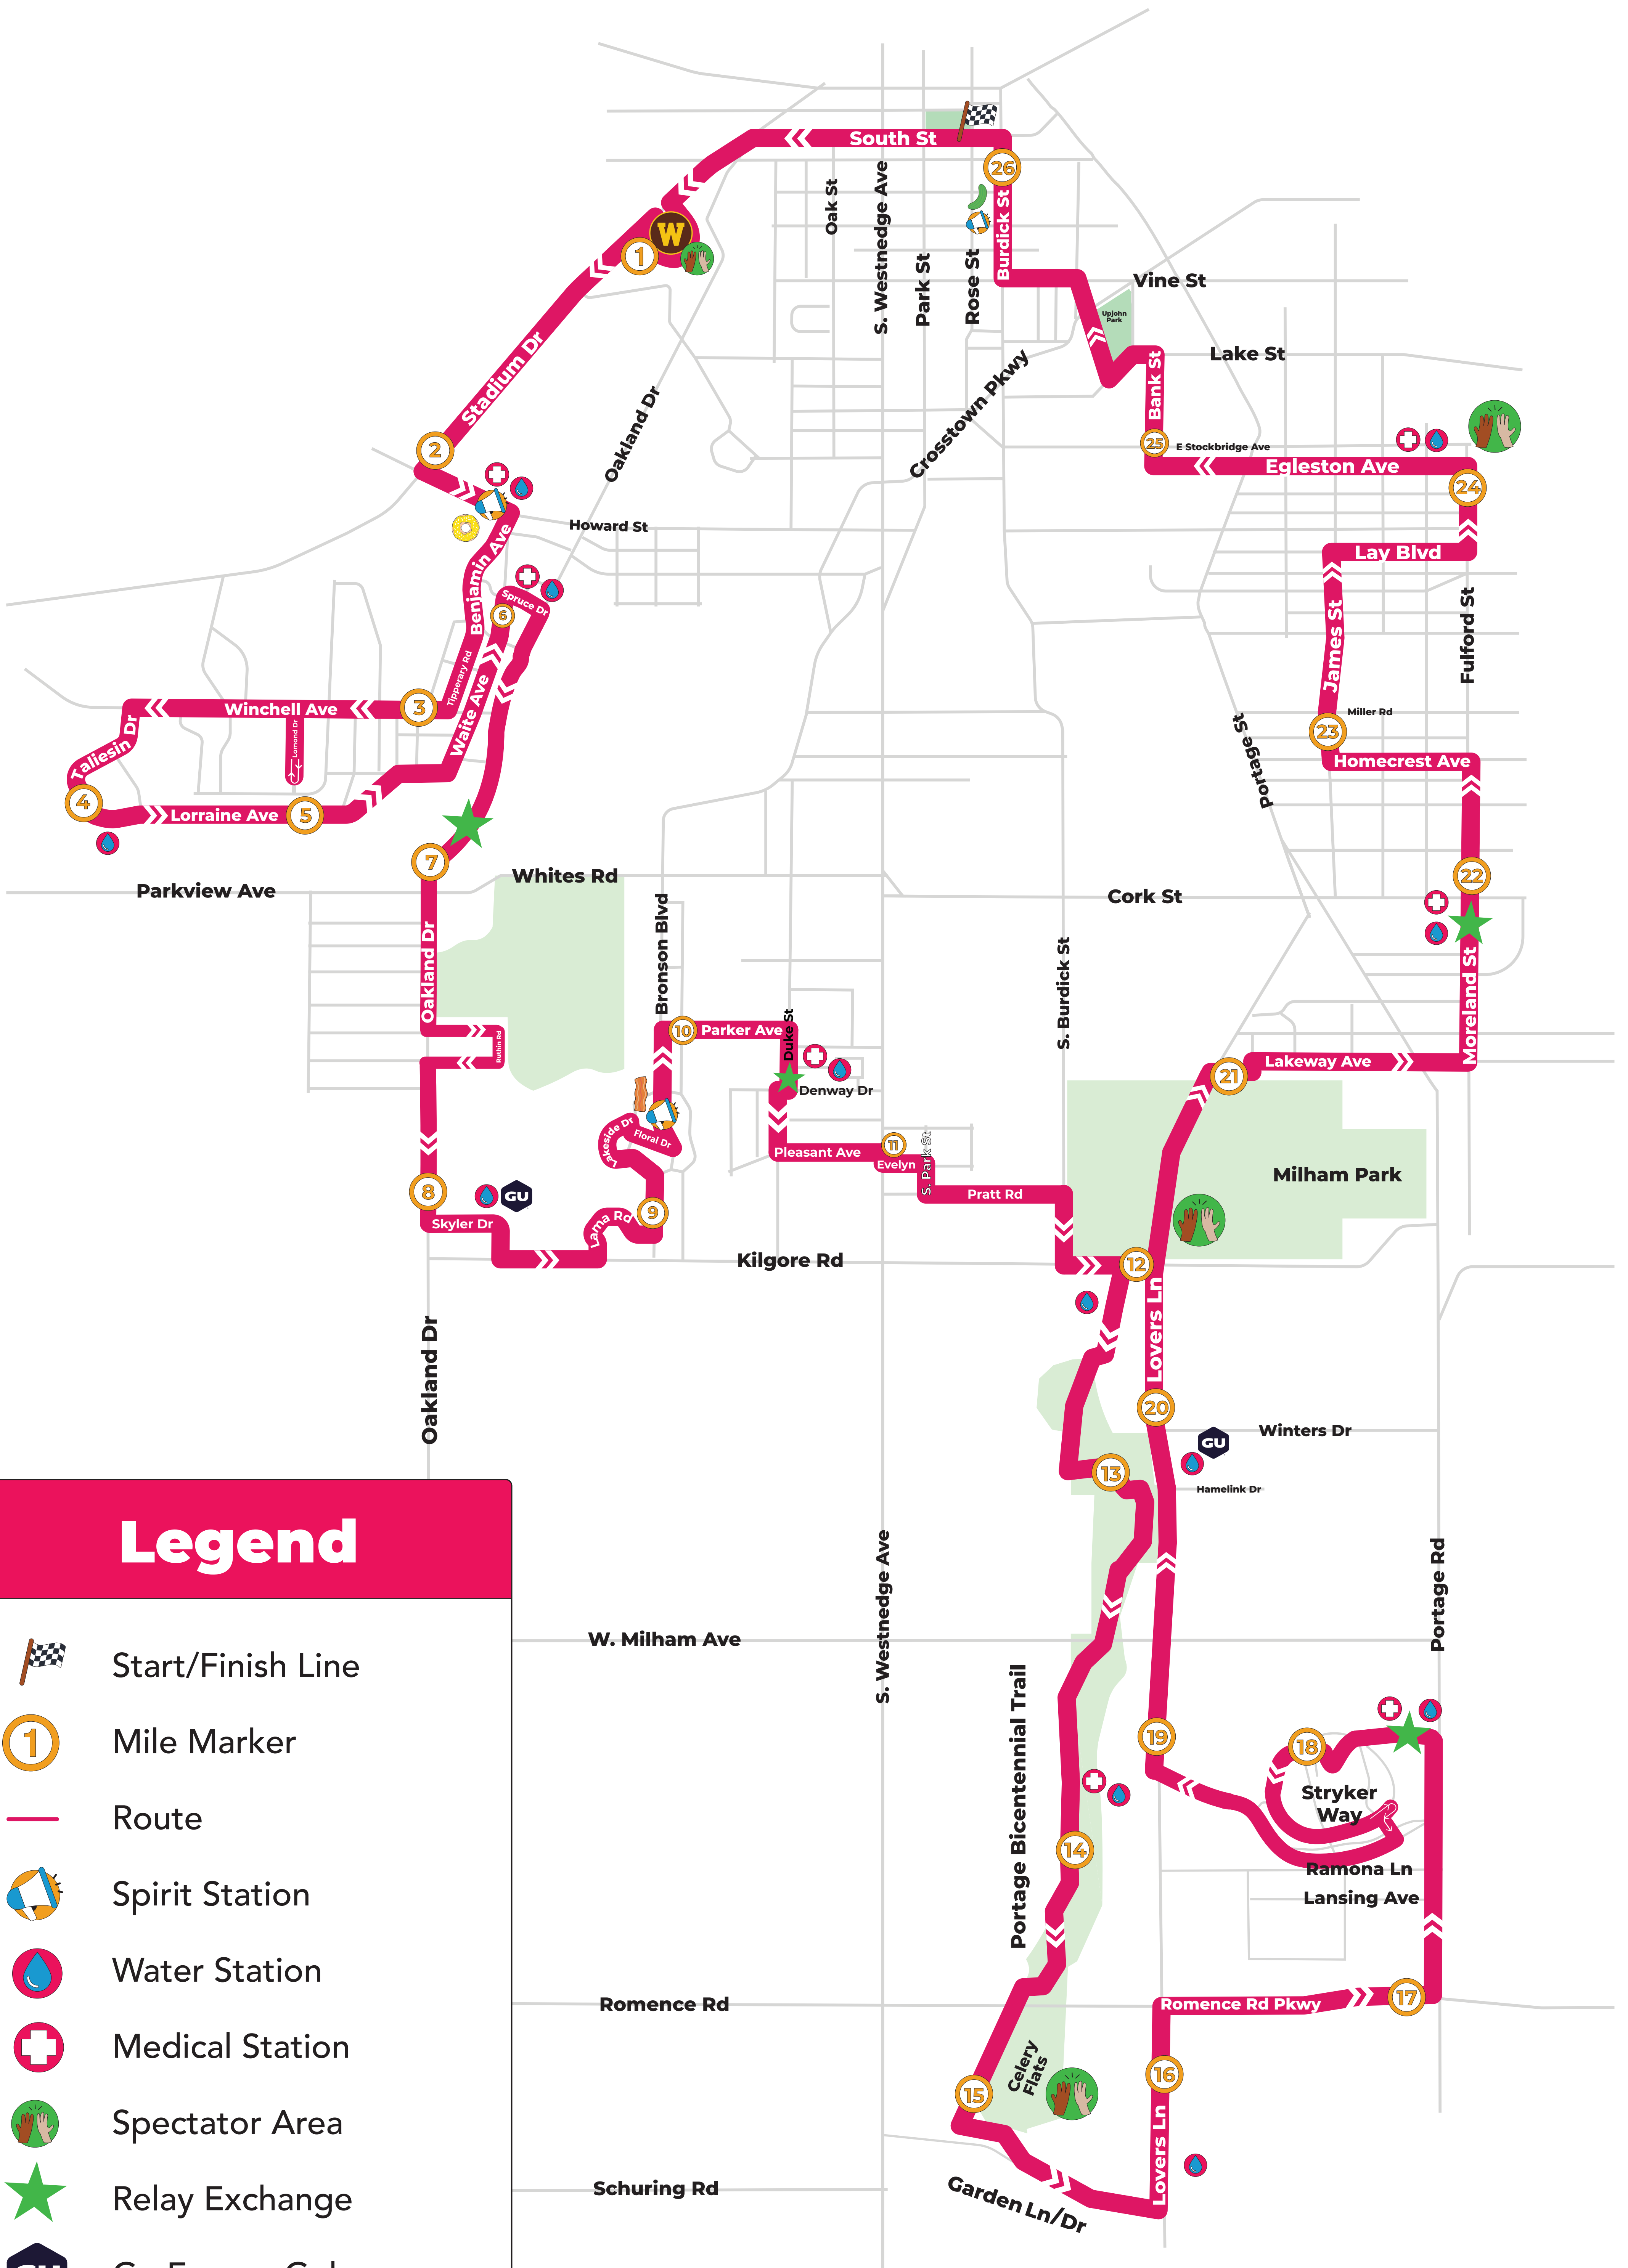 South St
26
Oak St
S. Westnedge Ave
Park St
Rose St
Burdick St
W
1
Vine St
Upjohn
Park
Stadium Dr
Lake St
Bank St
Oakland Dr
Crosstown Pkwy
2
25
E Stockbridge Ave
Egleston Ave
24
Howard St
Benjamin Ave
Lay Blvd
Spruce Dr
6
James St
Fulford St
Tipperary Rd
Waite Ave
Winchell Ave
3
Lomond Dr
Taliesin Dr
Miller Rd
23
Portage St
Homecrest Ave
4
Lorraine Ave
5
7
Whites Rd
22
Parkview Ave
Cork St
Oakland Dr
Bronson Blvd
S. Burdick St
Moreland St
Ruthin Rd
10
Parker Ave
Duke St
Lakeway Ave
21
Denway Dr
Lakeside Dr
Floral Dr
11
Pleasant Ave
Evelyn
S. Park St
Milham Park
8
GU
Pratt Rd
Skyler Dr
Lama Rd
9
Kilgore Rd
12
Lovers Ln
Oakland Dr
20
Winters Dr
GU
13
Hamelink Dr
Legend
S. Westnedge Ave
Portage Rd
W. Milham Ave
Start/Finish Line
Portage Bicentennial Trail
1
Mile Marker
19
18
Stryker
Way
Route
14
Ramona Ln
Spirit Station
Lansing Ave
Water Station
Romence Rd
Romence Rd Pkwy
17
Medical Station
Celery
Flats
16
15
Spectator Area
Lovers Ln
Schuring Rd
Relay Exchange
Garden Ln/Dr